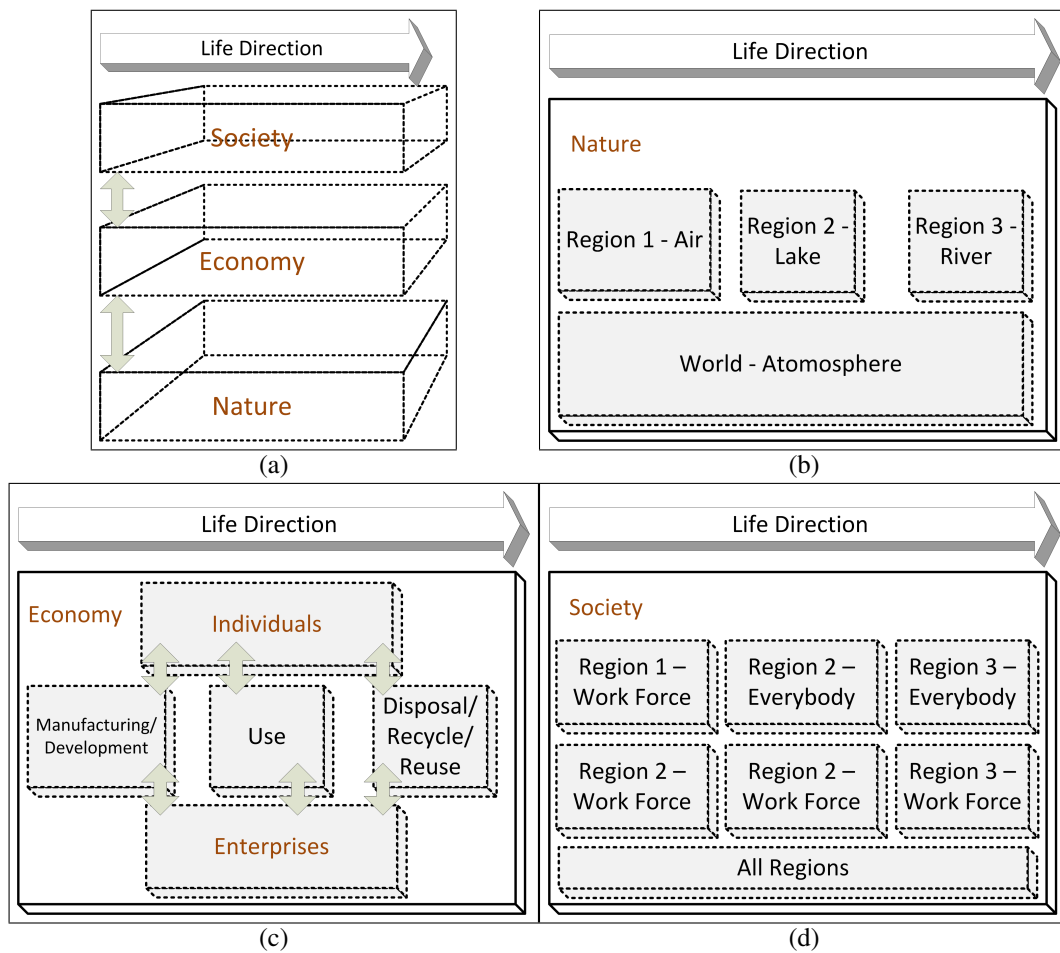 Life Direction
Society
Economy
Nature
(a)
Life Direction
Nature
Region 1 - Air
Region 2 -
Lake
Region 3 -
River
World - Atomosphere
(b)
Life Direction
Economy
Individuals
Manufacturing/
Development
Use
Disposal/
Recycle/
Reuse
Enterprises
(c)
Life Direction
Society
Region 1 –
Work Force
Region 2 –
Everybody
Region 3 –
Everybody
Region 2 –
Work Force
Region 2 –
Work Force
Region 3 –
Work Force
All Regions
(d)